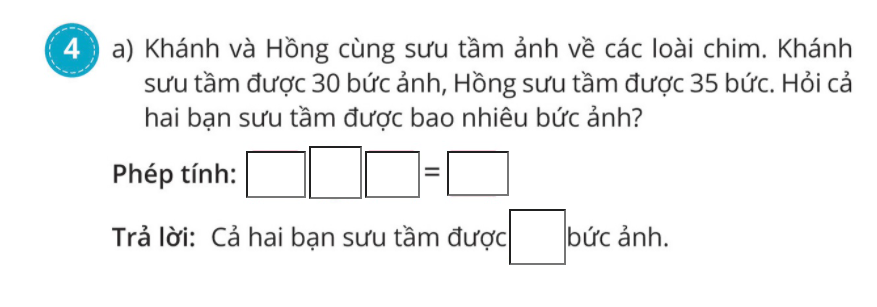 4 a) Khánh và Hồng cùng sưu tầm ảnh về các loài chim. Khánh
sưu tầm được 30 bức ảnh, Hồng sưu tầm được 35 bức. Hỏi cả
hai bạn sưu tầm được bao nhiêu bức ảnh?
Phép tính: =
Trả lời: Cả hai bạn sưu tầm được bức ảnh.